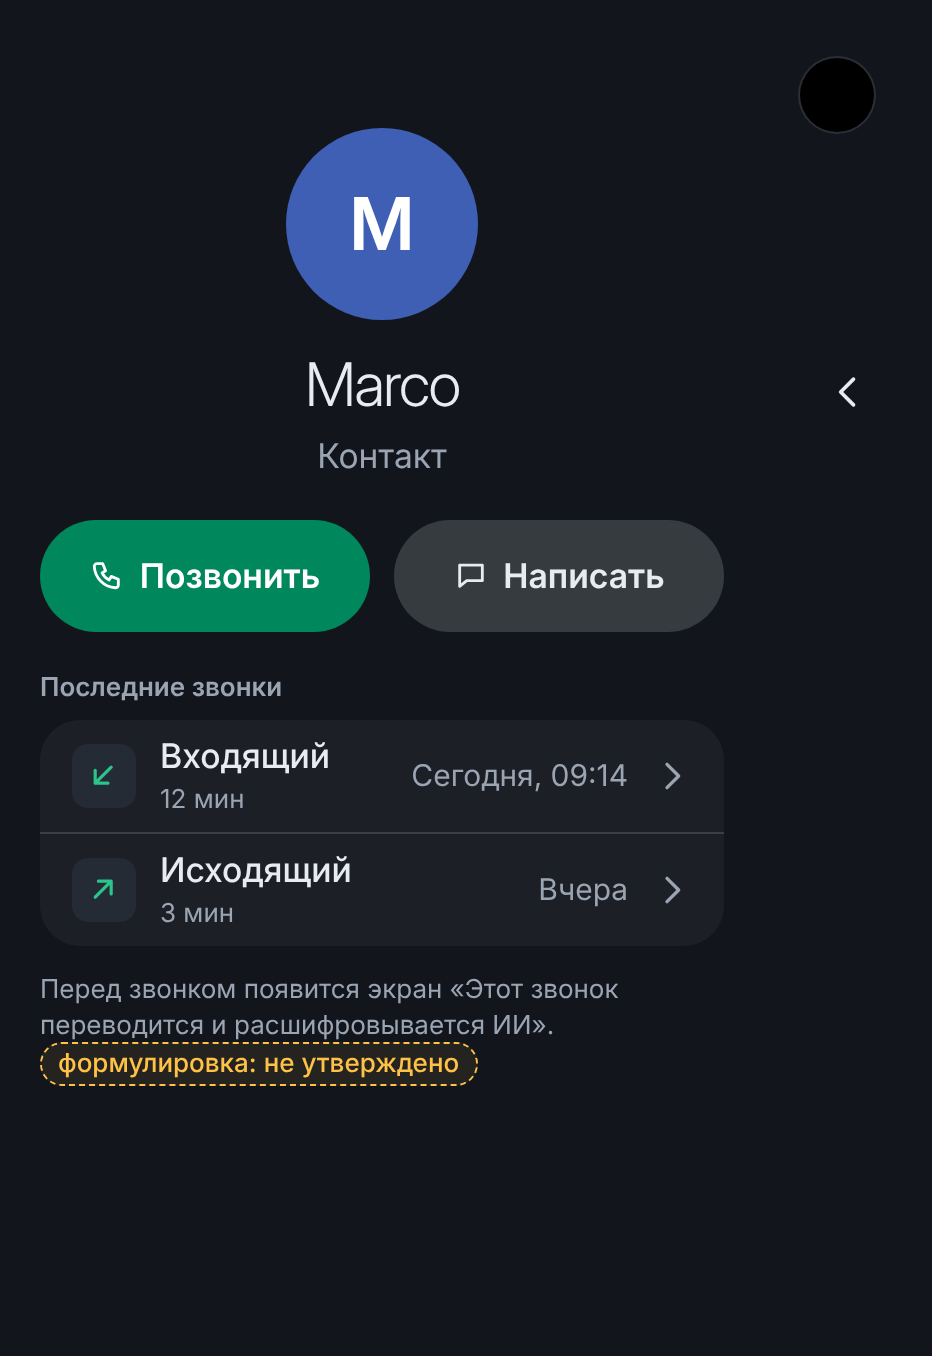 M
Marco
Контакт
Позвонить
Написать
Последние звонки
Входящий
12 мин
Сегодня, 09:14
Исходящий
3 мин
Вчера
Перед звонком появится экран «Этот звонок
переводится и расшифровывается ИИ».
формулировка: не утверждено